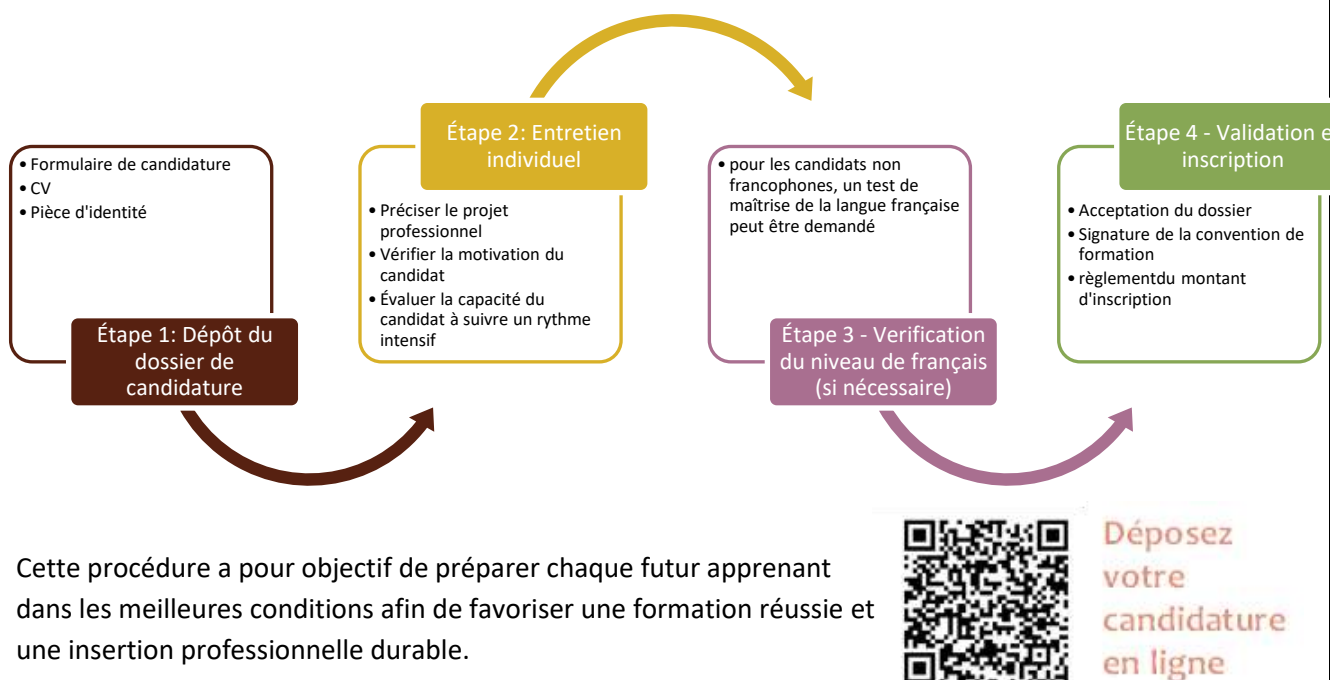 • Formulaire de candidature
• CV
• Pièce d'identité
Étape 1: Dépôt du
dossier de
candidature
Étape 2: Entretien
individuel
• Préciser le projet
professionnel
• Vérifier la motivation du
candidat
• Évaluer la capacité du
candidat à suivre un rythme
intensif
• pour les candidats non
francophones, un test de
maîtrise de la langue française
peut être demandé
Étape 3 - Verification
du niveau de français
(si nécessaire)
Étape 4 - Validation e
inscription
• Acceptation du dossier
• Signature de la convention de
formation
• règlementdu montant
d'inscription
Cette procédure a pour objectif de préparer chaque futur apprenant
dans les meilleures conditions afin de favoriser une formation réussie et
une insertion professionnelle durable.
Déposez
votre
candidature
en ligne